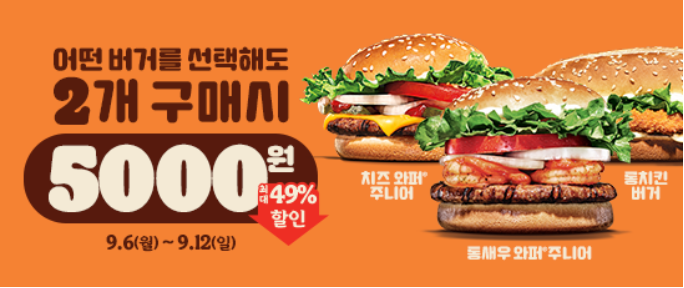 어떤 버거를 선택해도
2개 구매시
5000원
최대 49%
할인
9.6(월) ~ 9.12(일)
치즈 와퍼®
주니어
통새우 와퍼®주니어
롱치킨
버거